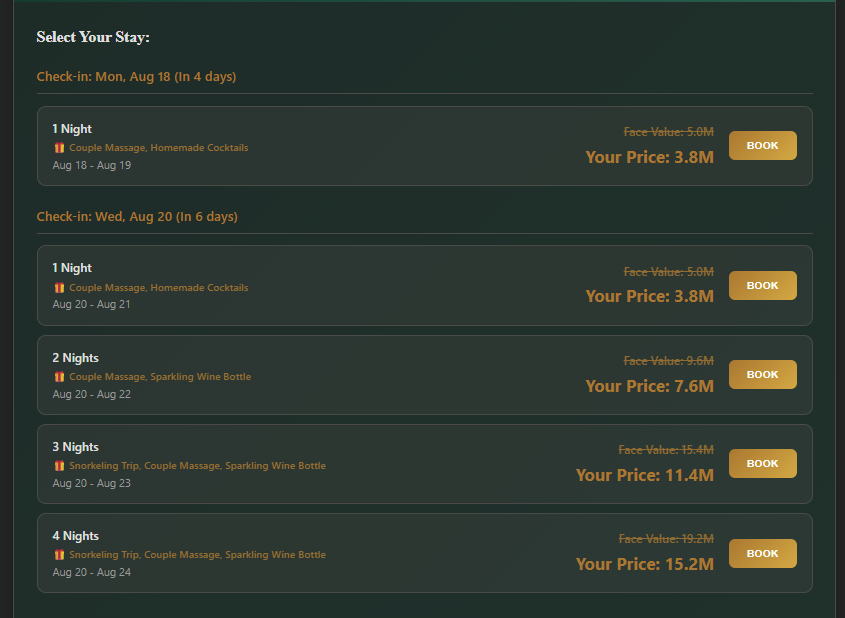 Select Your Stay:
Check-in: Mon, Aug 18 (In 4 days)
1 Night
Face Value: 5.0M
🎁 Couple Massage, Homemade Cocktails
Your Price: 3.8M
BOOK
Aug 18 - Aug 19
Check-in: Wed, Aug 20 (In 6 days)
1 Night
Face Value: 5.0M
🎁 Couple Massage, Homemade Cocktails
Your Price: 3.8M
BOOK
Aug 20 - Aug 21
2 Nights
Face Value: 9.6M
🎁 Couple Massage, Sparkling Wine Bottle
Your Price: 7.6M
BOOK
Aug 20 - Aug 22
3 Nights
Face Value: 15.4M
🎁 Snorkeling Trip, Couple Massage, Sparkling Wine Bottle
Your Price: 11.4M
BOOK
Aug 20 - Aug 23
4 Nights
Face Value: 19.2M
🎁 Snorkeling Trip, Couple Massage, Sparkling Wine Bottle
Your Price: 15.2M
BOOK
Aug 20 - Aug 24